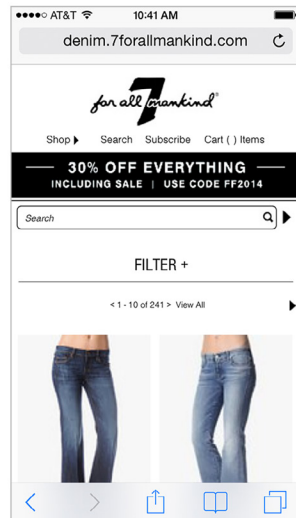 AT&T 10:41 AM
denim.7forallmankind.com
for all 7 mankind®
Shop Search Subscribe Cart ( ) Items
30% OFF EVERYTHING
INCLUDING SALE | USE CODE FF2014
Search
FILTER +
< 1 - 10 of 241 > View All